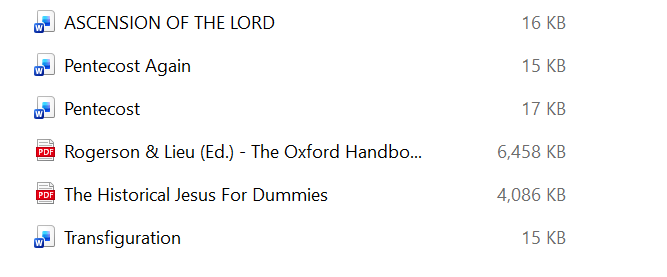 ASCENSION OF THE LORD 16 KB
Pentecost Again 15 KB
Pentecost 17 KB
Rogerson & Lieu (Ed.) - The Oxford Handbo... 6,458 KB
The Historical Jesus For Dummies 4,086 KB
Transfiguration 15 KB